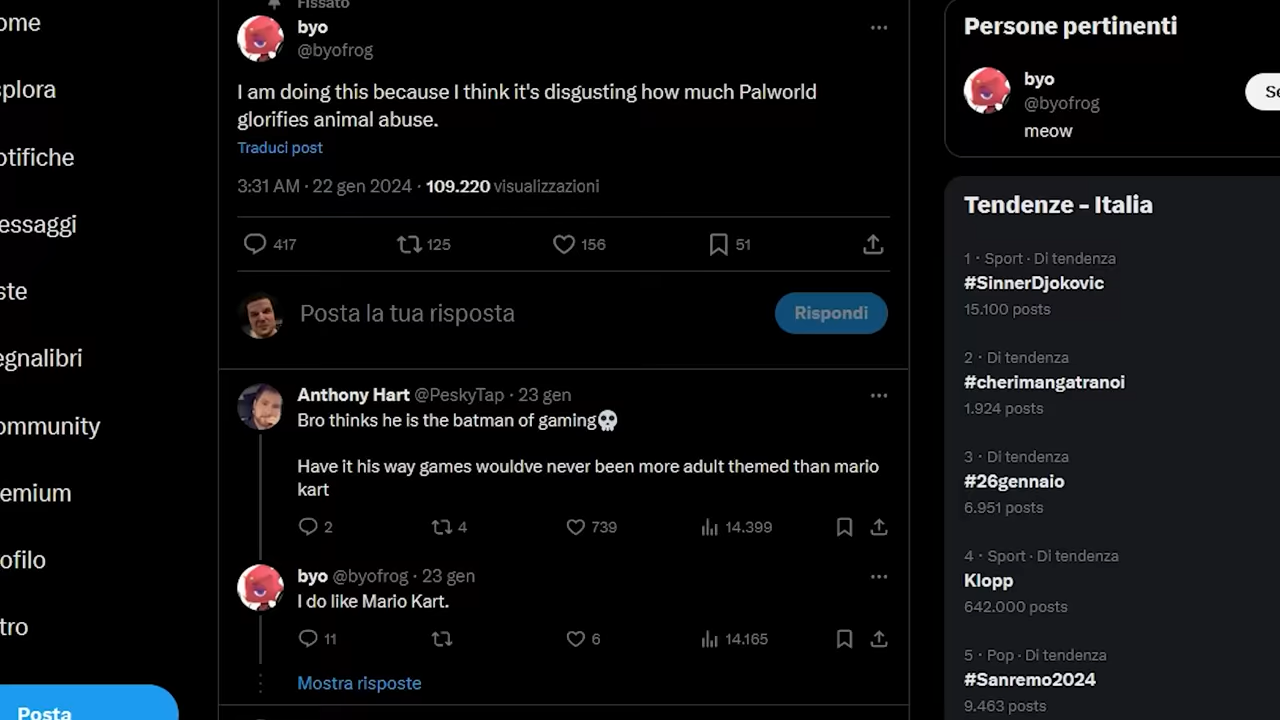 ome
splora
otifiche
essaggi
ste
egnalibri
ommunity
remium
ofilo
tro
Posta
Fissato
byo
@byofrog
I am doing this because I think it's disgusting how much Palworld
glorifies animal abuse.
Traduci post
3:31 AM · 22 gen 2024 · 109.220 visualizzazioni
417 125 156 51
Posta la tua risposta
Rispondi
Anthony Hart @PeskyTap · 23 gen
Bro thinks he is the batman of gaming💀
Have it his way games wouldve never been more adult themed than mario
kart
2 4 739 14.399
byo @byofrog · 23 gen
I do like Mario Kart.
11 6 14.165
Mostra risposte
Persone pertinenti
byo
@byofrog
meow
Se
Tendenze - Italia
1 · Sport · Di tendenza
#SinnerDjokovic
15.100 posts
2 · Di tendenza
#cherimangatranoi
1.924 posts
3 · Di tendenza
#26gennaio
6.951 posts
4 · Sport · Di tendenza
Klopp
642.000 posts
5 · Pop · Di tendenza
#Sanremo2024
9.463 posts